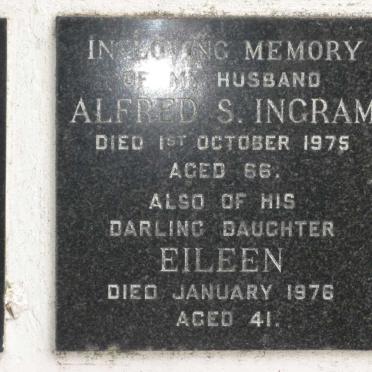 IN LOVING MEMORY
OF MY HUSBAND
ALFRED S. INGRAM
DIED 1ST OCTOBER 1975
AGED 66.
ALSO OF HIS
DARLING DAUGHTER
EILEEN
DIED JANUARY 1976
AGED 41.